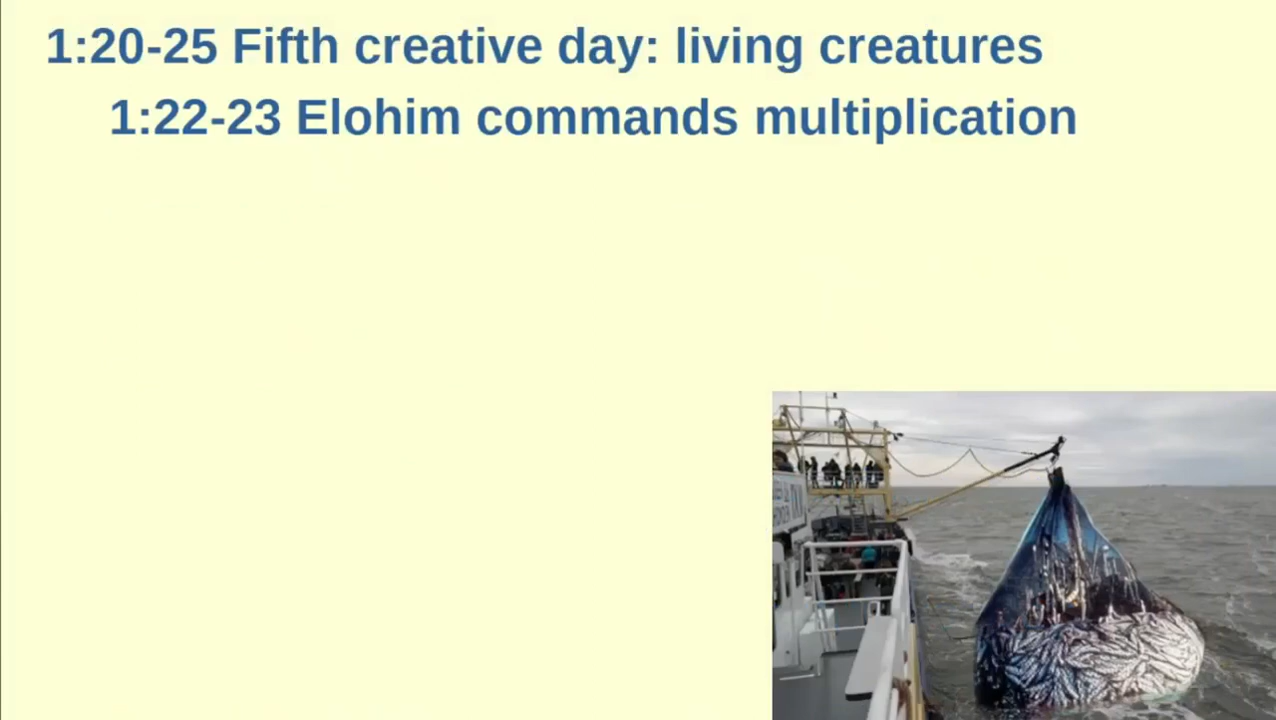 1:20-25 Fifth creative day: living creatures
1:22-23 Elohim commands multiplication